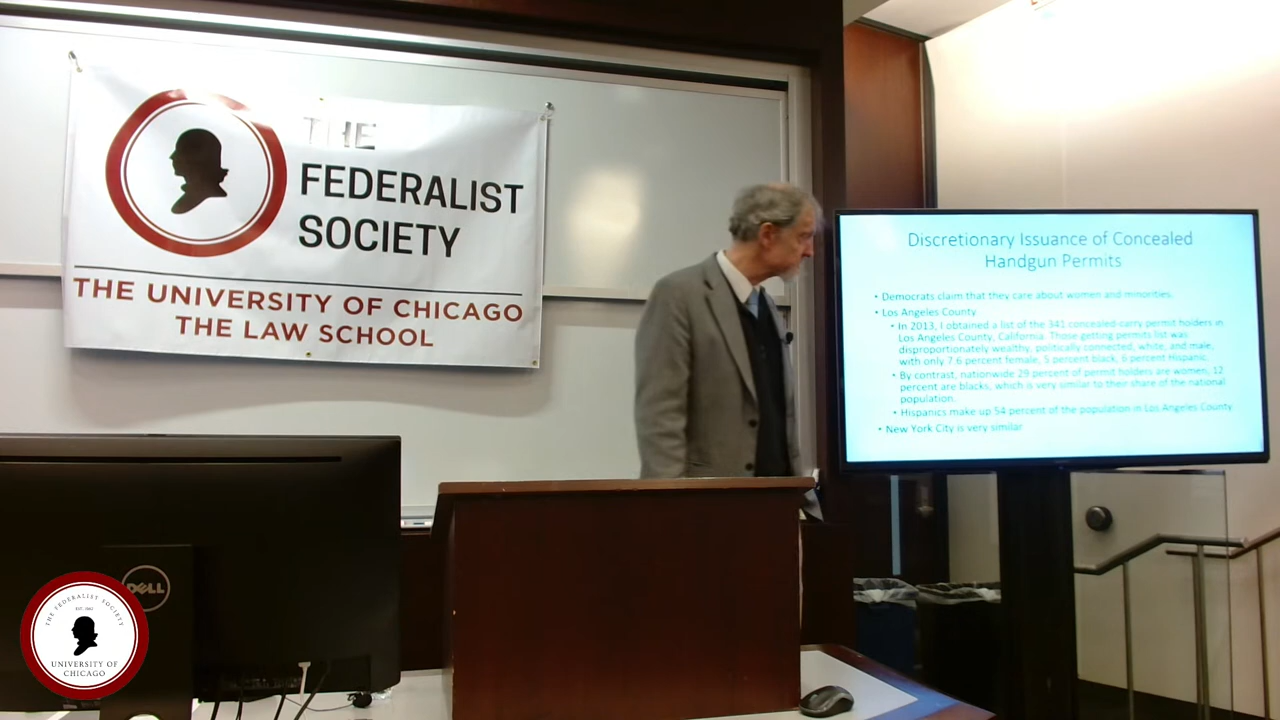 THE
FEDERALIST
SOCIETY
THE UNIVERSITY OF CHICAGO
THE LAW SCHOOL
Discretionary Issuance of Concealed
Handgun Permits
• Democrats claim that they care about women and minorities.
• Los Angeles County
• In 2013, I obtained a list of the 341 concealed-carry permit holders in
Los Angeles County, California. Those getting permits list was
disproportionately wealthy, politically connected, white, and male,
with only 7.6 percent female, 5 percent black, 6 percent Hispanic.
• By contrast, nationwide 29 percent of permit holders are women, 12
percent are blacks, which is very similar to their share of the national
population.
• Hispanics make up 54 percent of the population in Los Angeles County
• New York City is very similar
DELL
THE FEDERALIST SOCIETY
EST. 1982
UNIVERSITY OF
CHICAGO